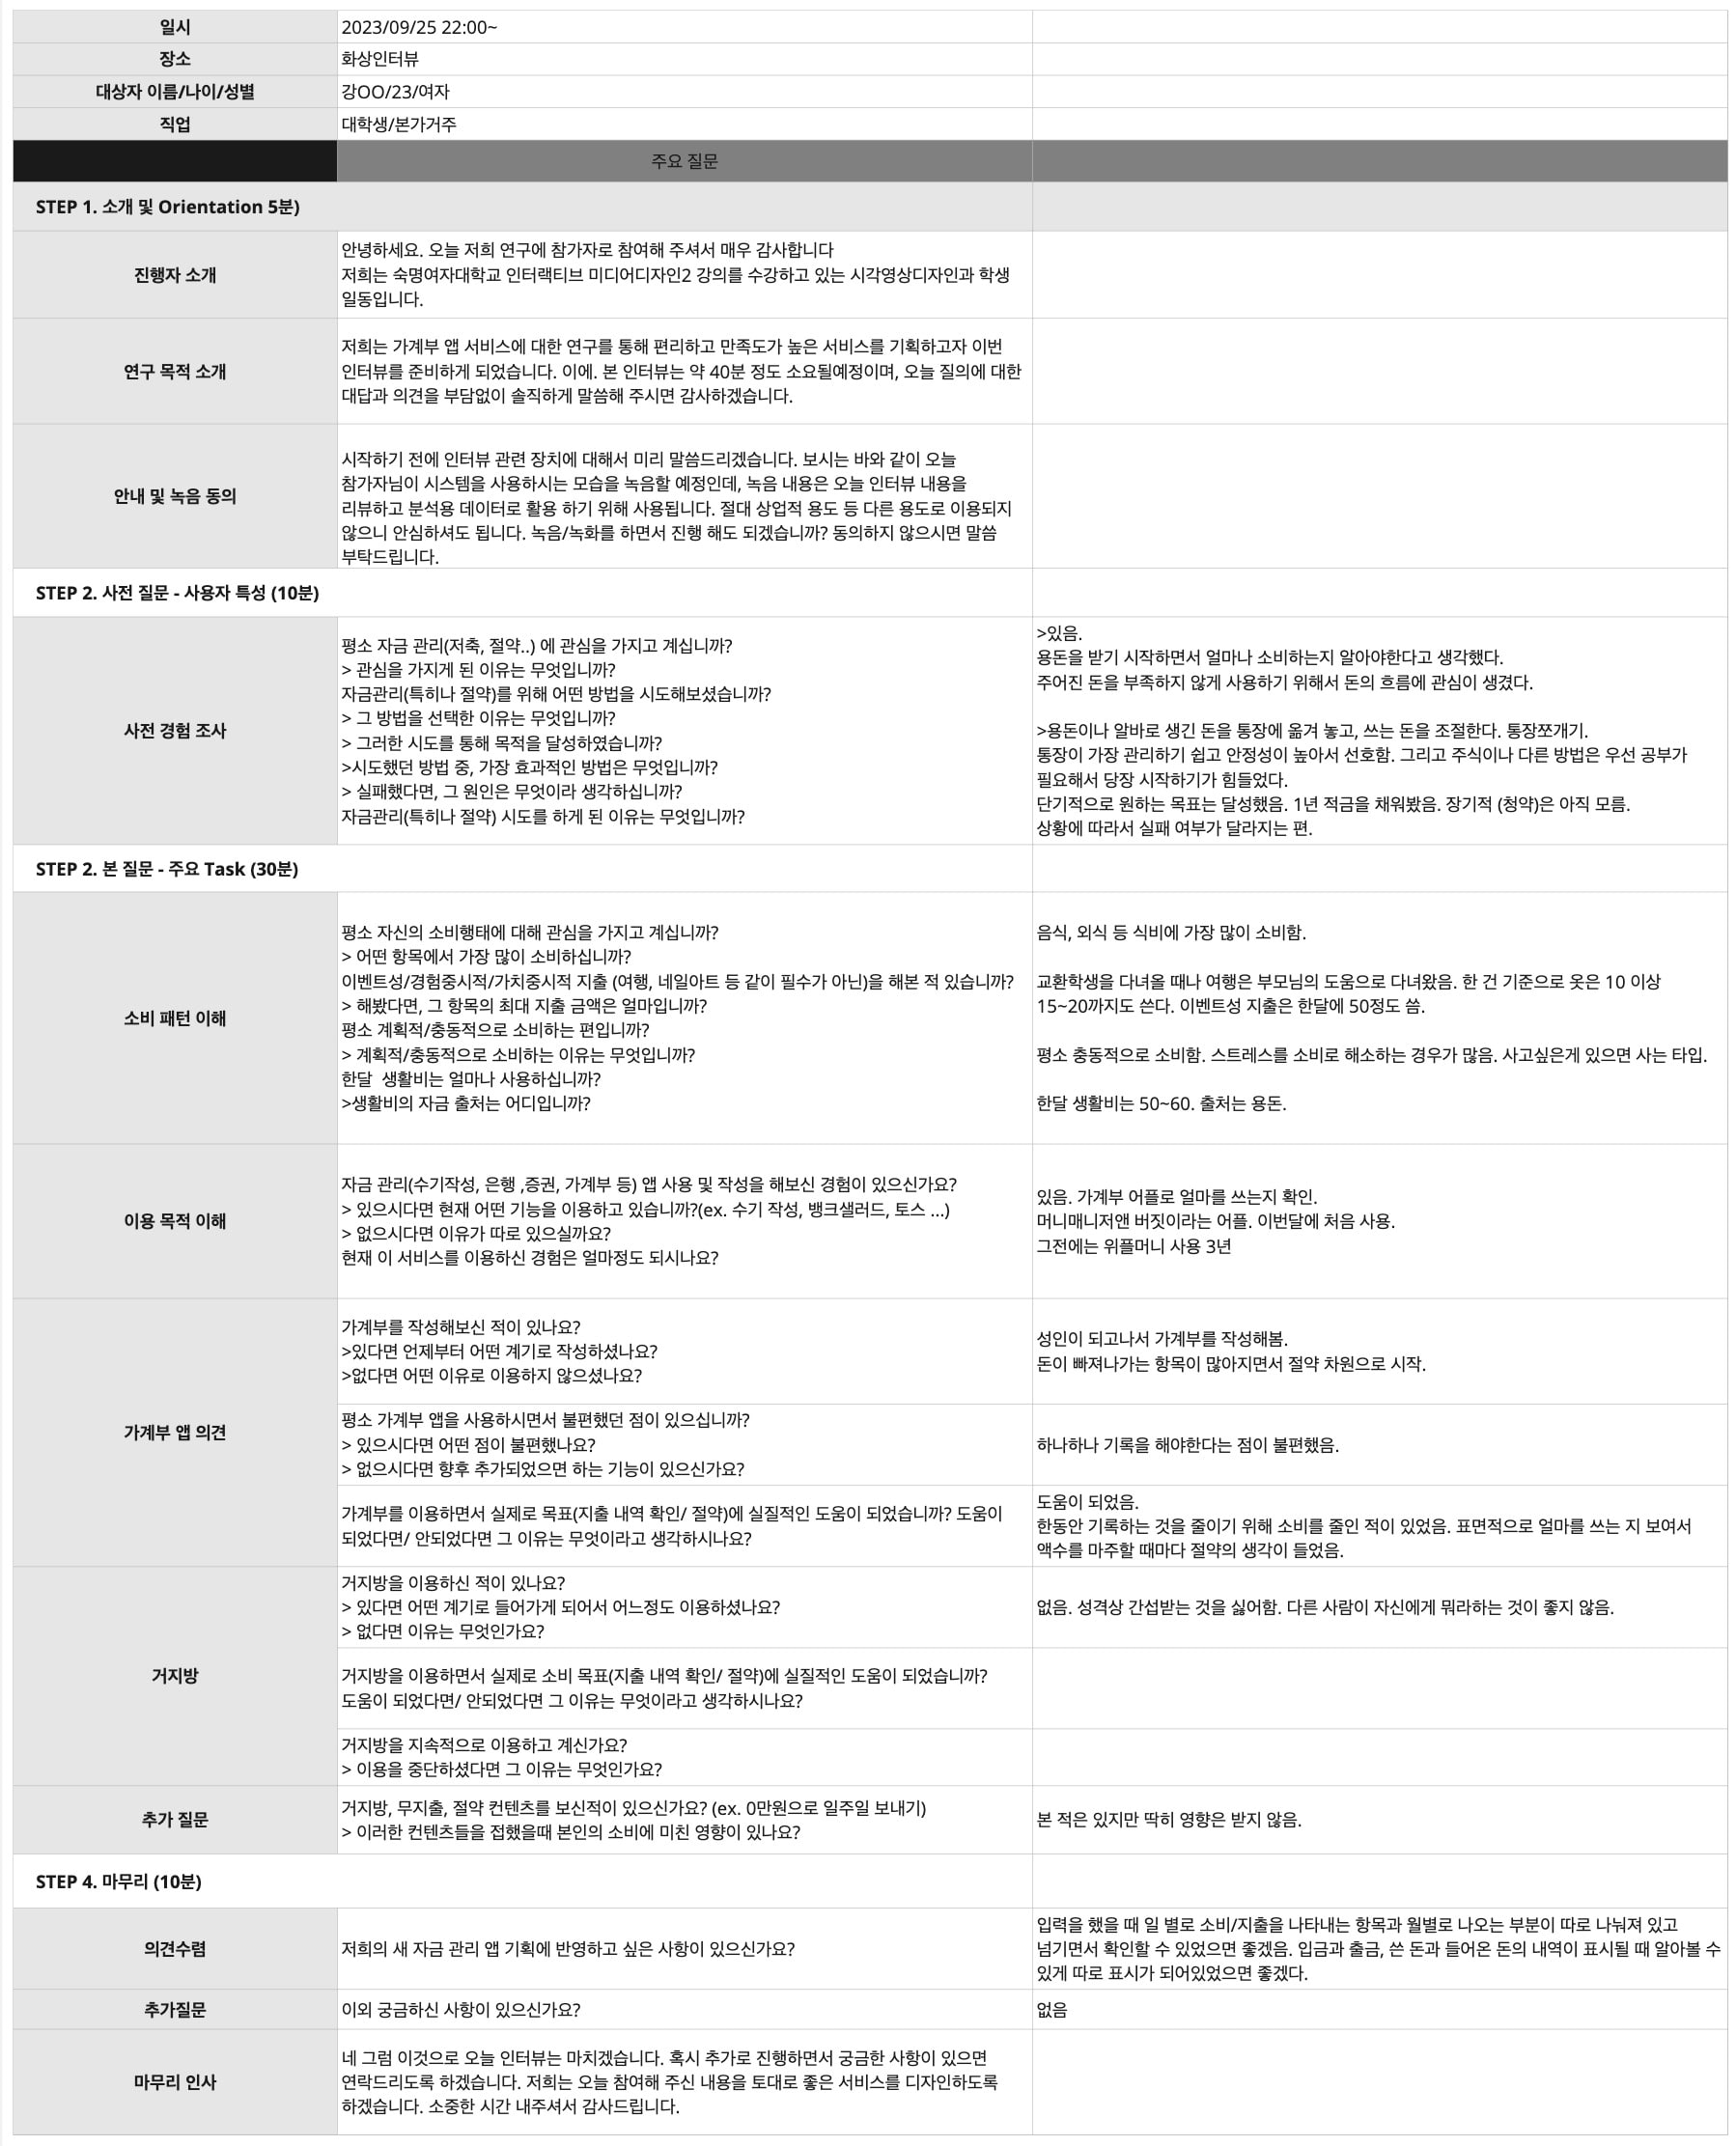 일시
2023/09/25 22:00~
장소
화상인터뷰
대상자 이름/나이/성별
강OO/23/여자
직업
대학생/본가거주
주요 질문
STEP 1. 소개 및 Orientation 5분)
진행자 소개
안녕하세요. 오늘 저희 연구에 참가자로 참여해 주셔서 매우 감사합니다
저희는 숙명여자대학교 인터랙티브 미디어디자인2 강의를 수강하고 있는 시각영상디자인과 학생
일동입니다.
연구 목적 소개
저희는 가계부 앱 서비스에 대한 연구를 통해 편리하고 만족도가 높은 서비스를 기획하고자 이번
인터뷰를 준비하게 되었습니다. 이에. 본 인터뷰는 약 40분 정도 소요될예정이며, 오늘 질의에 대한
대답과 의견을 부담없이 솔직하게 말씀해 주시면 감사하겠습니다.
안내 및 녹음 동의
시작하기 전에 인터뷰 관련 장치에 대해서 미리 말씀드리겠습니다. 보시는 바와 같이 오늘
참가자님이 시스템을 사용하시는 모습을 녹음할 예정인데, 녹음 내용은 오늘 인터뷰 내용을
리뷰하고 분석용 데이터로 활용 하기 위해 사용됩니다. 절대 상업적 용도 등 다른 용도로 이용되지
않으니 안심하셔도 됩니다. 녹음/녹화를 하면서 진행 해도 되겠습니까? 동의하지 않으시면 말씀
부탁드립니다.
STEP 2. 사전 질문 - 사용자 특성 (10분)
사전 경험 조사
평소 자금 관리(저축, 절약..) 에 관심을 가지고 계십니까?
> 관심을 가지게 된 이유는 무엇입니까?
자금관리(특히나 절약)를 위해 어떤 방법을 시도해보셨습니까?
> 그 방법을 선택한 이유는 무엇입니까?
> 그러한 시도를 통해 목적을 달성하였습니까?
>시도했던 방법 중, 가장 효과적인 방법은 무엇입니까?
> 실패했다면, 그 원인은 무엇이라 생각하십니까?
자금관리(특히나 절약) 시도를 하게 된 이유는 무엇입니까?
>있음.
용돈을 받기 시작하면서 얼마나 소비하는지 알아야한다고 생각했다.
주어진 돈을 부족하지 않게 사용하기 위해서 돈의 흐름에 관심이 생겼다.
>용돈이나 알바로 생긴 돈을 통장에 옮겨 놓고, 쓰는 돈을 조절한다. 통장쪼개기.
통장이 가장 관리하기 쉽고 안정성이 높아서 선호함. 그리고 주식이나 다른 방법은 우선 공부가
필요해서 당장 시작하기가 힘들었다.
단기적으로 원하는 목표는 달성했음. 1년 적금을 채워봤음. 장기적 (청약)은 아직 모름.
상황에 따라서 실패 여부가 달라지는 편.
STEP 2. 본 질문 - 주요 Task (30분)
소비 패턴 이해
평소 자신의 소비행태에 대해 관심을 가지고 계십니까?
> 어떤 항목에서 가장 많이 소비하십니까?
이벤트성/경험중시적/가치중시적 지출 (여행, 네일아트 등 같이 필수가 아닌)을 해본 적 있습니까?
> 해봤다면, 그 항목의 최대 지출 금액은 얼마입니까?
평소 계획적/충동적으로 소비하는 편입니까?
> 계획적/충동적으로 소비하는 이유는 무엇입니까?
한달  생활비는 얼마나 사용하십니까?
>생활비의 자금 출처는 어디입니까?
음식, 외식 등 식비에 가장 많이 소비함.
교환학생을 다녀올 때나 여행은 부모님의 도움으로 다녀왔음. 한 건 기준으로 옷은 10 이상
15~20까지도 쓴다. 이벤트성 지출은 한달에 50정도 씀.
평소 충동적으로 소비함. 스트레스를 소비로 해소하는 경우가 많음. 사고싶은게 있으면 사는 타입.
한달 생활비는 50~60. 출처는 용돈.
이용 목적 이해
자금 관리(수기작성, 은행 ,증권, 가계부 등) 앱 사용 및 작성을 해보신 경험이 있으신가요?
> 있으시다면 현재 어떤 기능을 이용하고 있습니까?(ex. 수기 작성, 뱅크샐러드, 토스 ...)
> 없으시다면 이유가 따로 있으실까요?
현재 이 서비스를 이용하신 경험은 얼마정도 되시나요?
있음. 가계부 어플로 얼마를 쓰는지 확인.
머니매니저앤 버짓이라는 어플. 이번달에 처음 사용.
그전에는 위플머니 사용 3년
가계부 앱 의견
가계부를 작성해보신 적이 있나요?
>있다면 언제부터 어떤 계기로 작성하셨나요?
>없다면 어떤 이유로 이용하지 않으셨나요?
성인이 되고나서 가계부를 작성해봄.
돈이 빠져나가는 항목이 많아지면서 절약 차원으로 시작.
평소 가계부 앱을 사용하시면서 불편했던 점이 있으십니까?
> 있으시다면 어떤 점이 불편했나요?
> 없으시다면 향후 추가되었으면 하는 기능이 있으신가요?
하나하나 기록을 해야한다는 점이 불편했음.
가계부를 이용하면서 실제로 목표(지출 내역 확인/ 절약)에 실질적인 도움이 되었습니까? 도움이
되었다면/ 안되었다면 그 이유는 무엇이라고 생각하시나요?
도움이 되었음.
한동안 기록하는 것을 줄이기 위해 소비를 줄인 적이 있었음. 표면적으로 얼마를 쓰는 지 보여서
액수를 마주할 때마다 절약의 생각이 들었음.
거지방
거지방을 이용하신 적이 있나요?
> 있다면 어떤 계기로 들어가게 되어서 어느정도 이용하셨나요?
> 없다면 이유는 무엇인가요?
없음. 성격상 간섭받는 것을 싫어함. 다른 사람이 자신에게 뭐라하는 것이 좋지 않음.
거지방을 이용하면서 실제로 소비 목표(지출 내역 확인/ 절약)에 실질적인 도움이 되었습니까?
도움이 되었다면/ 안되었다면 그 이유는 무엇이라고 생각하시나요?
거지방을 지속적으로 이용하고 계신가요?
> 이용을 중단하셨다면 그 이유는 무엇인가요?
추가 질문
거지방, 무지출, 절약 컨텐츠를 보신적이 있으신가요? (ex. 0만원으로 일주일 보내기)
> 이러한 컨텐츠들을 접했을때 본인의 소비에 미친 영향이 있나요?
본 적은 있지만 딱히 영향은 받지 않음.
STEP 4. 마무리 (10분)
의견수렴
저희의 새 자금 관리 앱 기획에 반영하고 싶은 사항이 있으신가요?
입력을 했을 때 일 별로 소비/지출을 나타내는 항목과 월별로 나오는 부분이 따로 나눠져 있고
넘기면서 확인할 수 있었으면 좋겠음. 입금과 출금, 쓴 돈과 들어온 돈의 내역이 표시될 때 알아볼 수
있게 따로 표시가 되어있었으면 좋겠다.
추가질문
이외 궁금하신 사항이 있으신가요?
없음
마무리 인사
네 그럼 이것으로 오늘 인터뷰는 마치겠습니다. 혹시 추가로 진행하면서 궁금한 사항이 있으면
연락드리도록 하겠습니다. 저희는 오늘 참여해 주신 내용을 토대로 좋은 서비스를 디자인하도록
하겠습니다. 소중한 시간 내주셔서 감사드립니다.